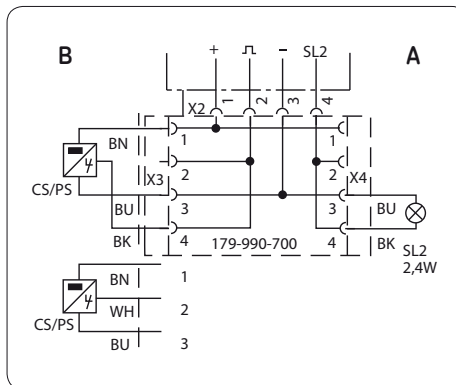 B
A
+ ⎍ − SL2
X2
1 2 3 4
BN 1 1
X3 2 2 X4
CS/PS
BU 3 3 BU
BK 4 179-990-700 4 BK
SL2
2,4W
BN 1
WH 2
CS/PS
BU 3